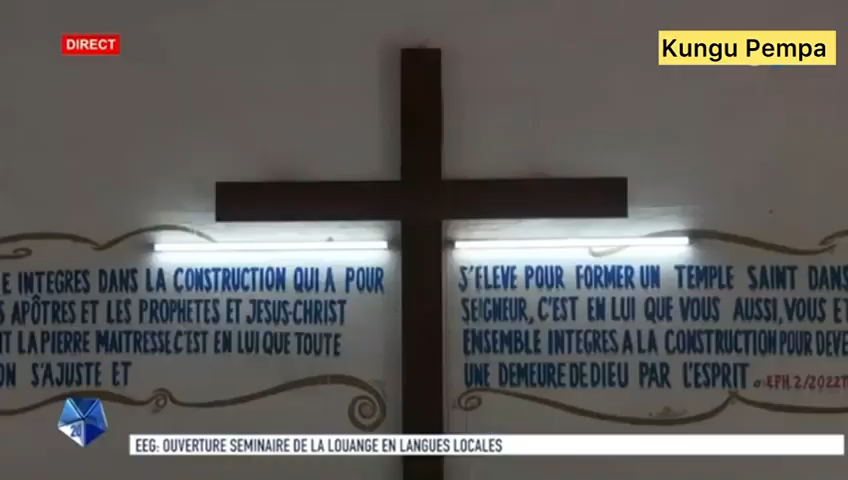 DIRECT
Kungu Pempa
E INTEGRES DANS LA CONSTRUCTION QUI A POUR
S APÔTRES ET LES PROPHETES ET JESUS-CHRIST
NT LA PIERRE MAITRESSE C'EST EN LUI QUE TOUTE
ON S'AJUSTE ET
S'ELEVE POUR FORMER UN TEMPLE SAINT DANS
SEIGNEUR, C'EST EN LUI QUE VOUS AUSSI, VOUS ET
ENSEMBLE INTEGRES A LA CONSTRUCTION POUR DEVE
UNE DEMEURE DE DIEU PAR L'ESPRIT. EPH. 2/2022
20
EEG: OUVERTURE SEMINAIRE DE LA LOUANGE EN LANGUES LOCALES